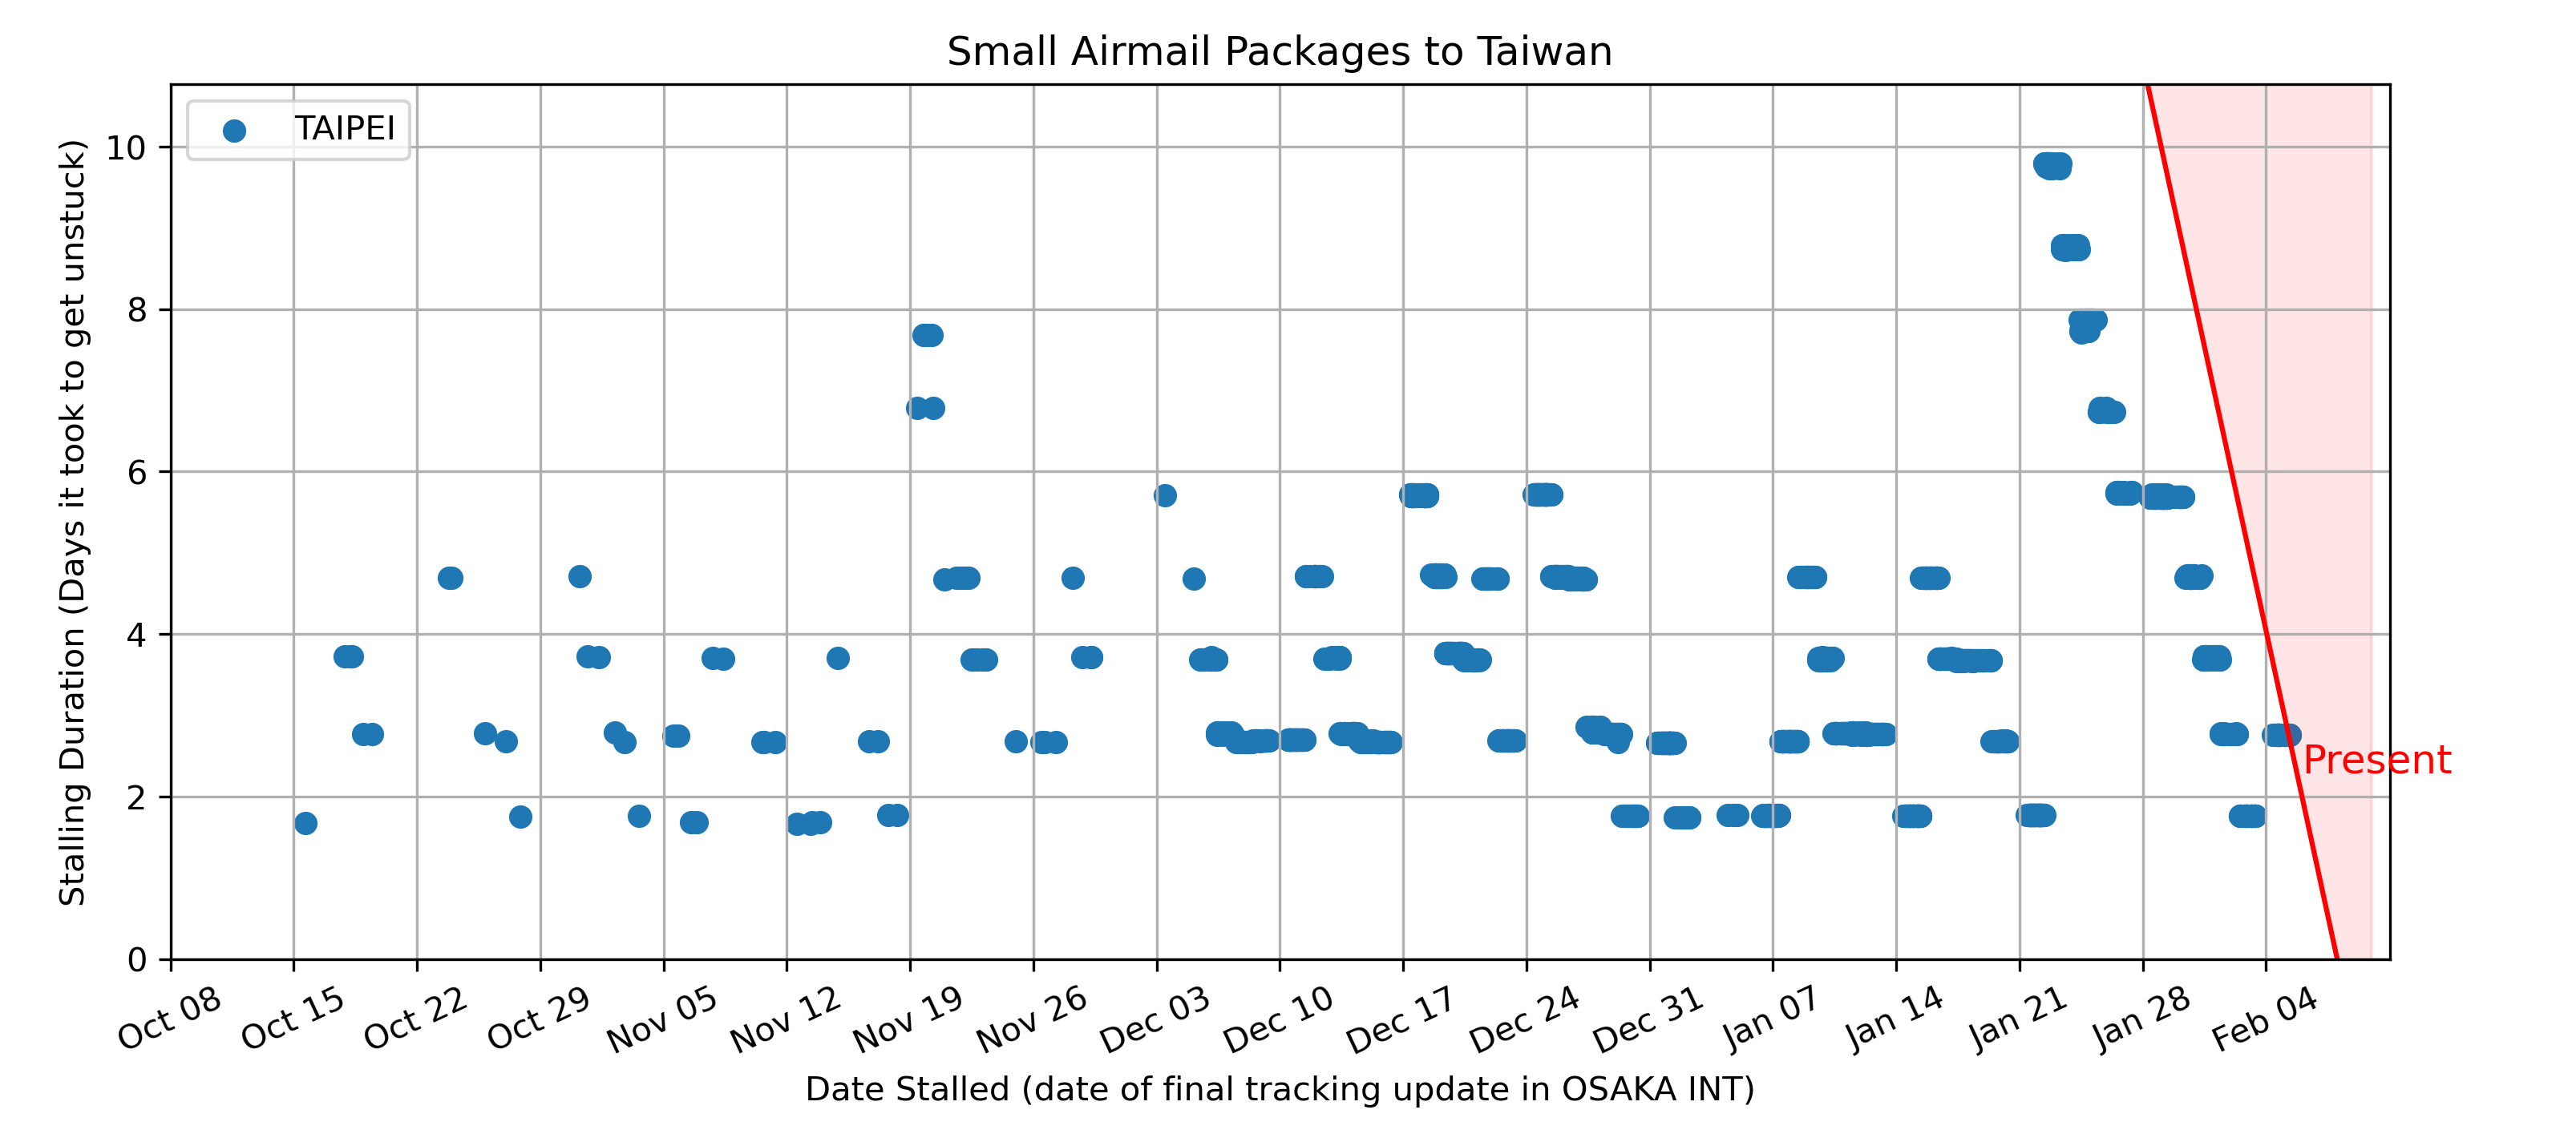 Small Airmail Packages to Taiwan
TAIPEI
Stalling Duration (Days it took to get unstuck)
10
8
6
4
2
0
Present
Oct 08
Oct 15
Oct 22
Oct 29
Nov 05
Nov 12
Nov 19
Nov 26
Dec 03
Dec 10
Dec 17
Dec 24
Dec 31
Jan 07
Jan 14
Jan 21
Jan 28
Feb 04
Date Stalled (date of final tracking update in OSAKA INT)